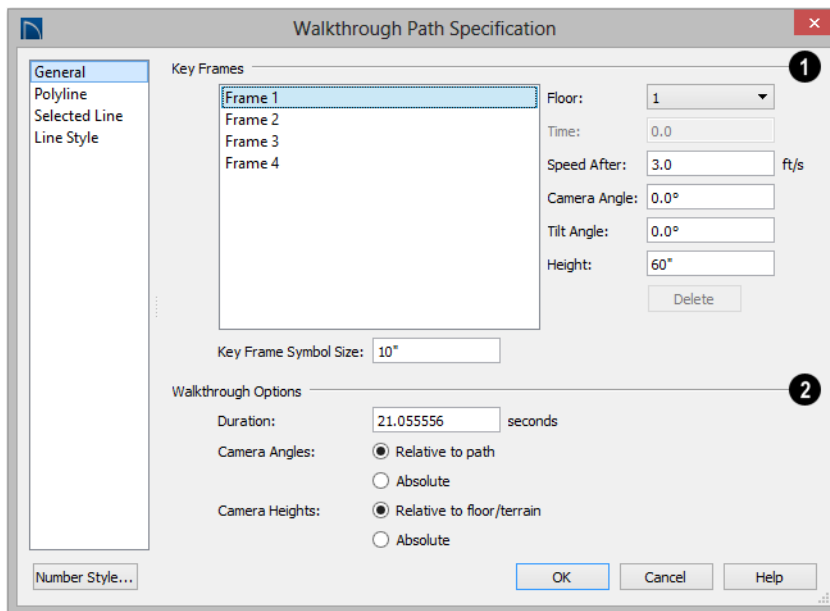 Walkthrough Path Specification
x
General
Polyline
Selected Line
Line Style
Key Frames
1
Frame 1
Frame 2
Frame 3
Frame 4
Floor: 1
Time: 0.0
Speed After: 3.0 ft/s
Camera Angle: 0.0°
Tilt Angle: 0.0°
Height: 60"
Delete
Key Frame Symbol Size: 10"
Walkthrough Options
2
Duration: 21.055556 seconds
Camera Angles: Relative to path
Absolute
Camera Heights: Relative to floor/terrain
Absolute
Number Style... OK Cancel Help